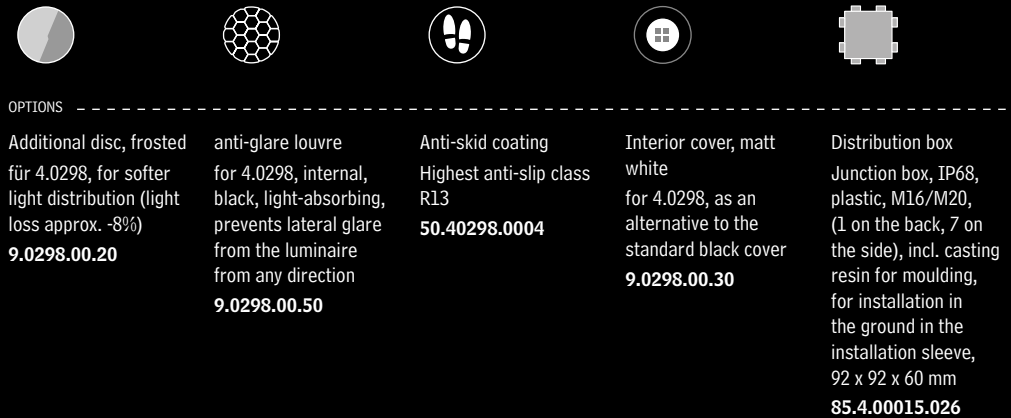 OPTIONS
Additional disc, frosted
für 4.0298, for softer
light distribution (light
loss approx. -8%)
9.0298.00.20
anti-glare louvre
for 4.0298, internal,
black, light-absorbing,
prevents lateral glare
from the luminaire
from any direction
9.0298.00.50
Anti-skid coating
Highest anti-slip class
R13
50.40298.0004
Interior cover, matt
white
for 4.0298, as an
alternative to the
standard black cover
9.0298.00.30
Distribution box
Junction box, IP68,
plastic, M16/M20,
(1 on the back, 7 on
the side), incl. casting
resin for moulding,
for installation in
the ground in the
installation sleeve,
92 x 92 x 60 mm
85.4.00015.026